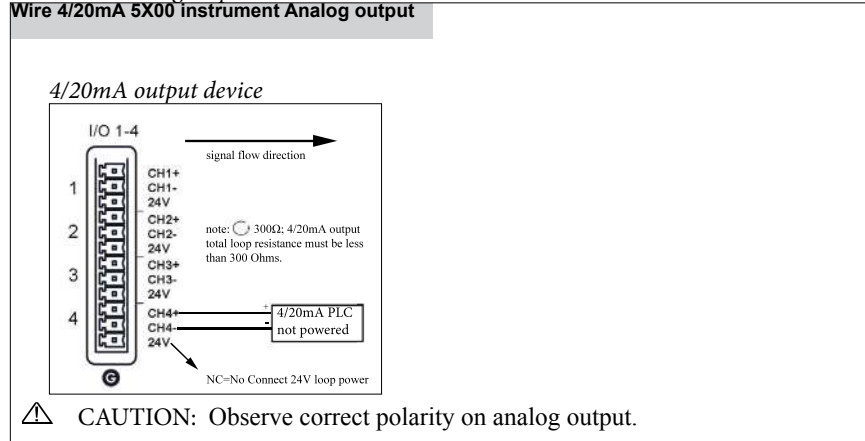 Wire 4/20mA 5X00 instrument Analog output
4/20mA output device
I/O 1-4
signal flow direction
1
CH1+
CH1-
24V
2
CH2+
CH2-
24V
note: 300Ω; 4/20mA output
total loop resistance must be less
than 300 Ohms.
3
CH3+
CH3-
24V
4
CH4+
CH4-
24V
+
-
4/20mA PLC
not powered
NC=No Connect 24V loop power
G
CAUTION: Observe correct polarity on analog output.